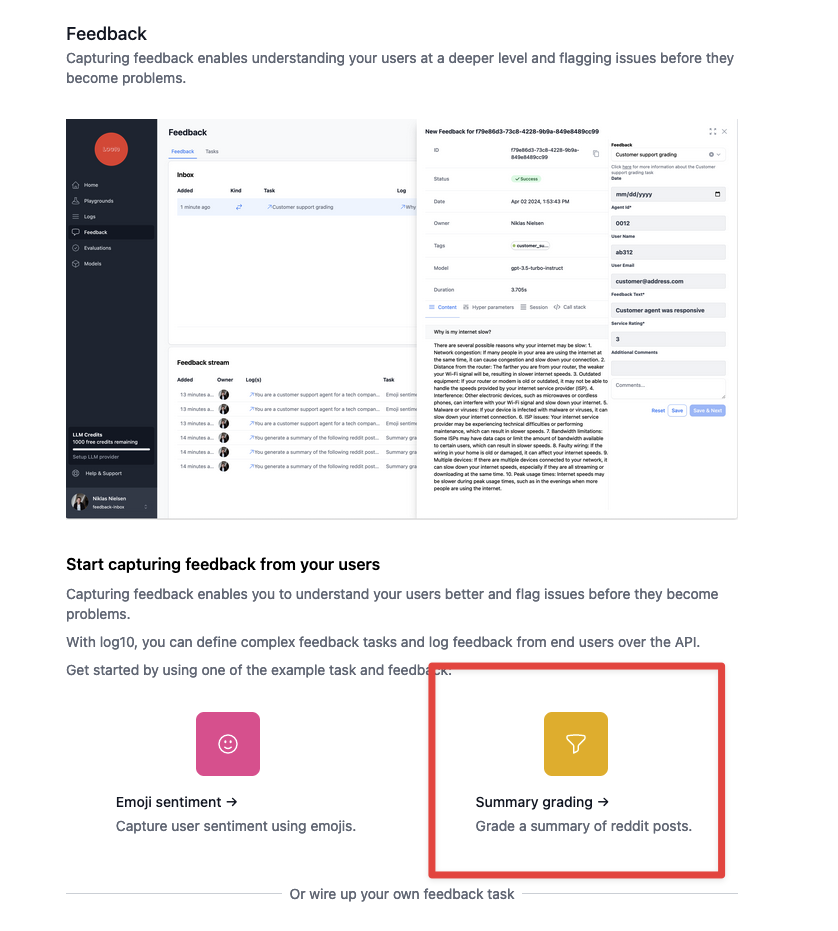 Feedback
Capturing feedback enables understanding your users at a deeper level and flagging issues before they
become problems.
Home
Playgrounds
Logs
Feedback
Evaluations
Models
LLM Credits
1000 free credits remaining
Setup LLM provider
Help & Support
Niklas Nielsen
feedback-inbox
Feedback
Feedback Tasks
Inbox
Added Kind Task Log
1 minute ago Customer support grading Why
Feedback stream
Added Owner Log(s) Task
13 minutes a... You are a customer support agent for a tech compan... Emoji sentime
13 minutes a... You are a customer support agent for a tech compan... Emoji sentime
13 minutes a... You are a customer support agent for a tech compan... Emoji sentime
14 minutes a... You generate a summary of the following reddit post... Summary gra
14 minutes a... You generate a summary of the following reddit post... Summary gra
14 minutes a... You generate a summary of the following reddit post... Summary gra
New Feedback for f79e86d3-73c8-4228-9b9a-849e8489cc99
ID f79e86d3-73c8-4228-9b9a-
849e8489cc99
Status Success
Date Apr 02 2024, 1:53:43 PM
Owner Niklas Nielsen
Tags customer_su...
Model gpt-3.5-turbo-instruct
Duration 3.705s
Content Hyper parameters Session Call stack
Why is my internet slow?
There are several possible reasons why your internet may be slow: 1.
Network congestion: If many people in your area are using the internet at
the same time, it can cause congestion and slow down your connection. 2.
Distance from the router: The farther you are from your router, the weaker
your Wi-Fi signal will be, resulting in slower internet speeds. 3. Outdated
equipment: If your router or modem is old or outdated, it may not be able to
handle the speeds provided by your internet service provider (ISP). 4.
Interference: Other electronic devices, such as microwaves or cordless
phones, can interfere with your Wi-Fi signal and slow down your internet. 5.
Malware or viruses: If your device is infected with malware or viruses, it can
slow down your internet connection. 6. ISP issues: Your internet service
provider may be experiencing technical difficulties or performing
maintenance, which can result in slower speeds. 7. Bandwidth limitations:
Some ISPs may have data caps or limit the amount of bandwidth available
to certain users, which can result in slower speeds. 8. Faulty wiring: If the
wiring in your home is old or damaged, it can affect your internet speeds. 9.
Multiple devices: If there are multiple devices connected to your network, it
can slow down your internet speeds, especially if they are all streaming or
downloading at the same time. 10. Peak usage times: Internet speeds may
be slower during peak usage times, such as in the evenings when more
people are using the internet.
Feedback
Customer support grading
Click here for more information about the Customer
support grading task.
Date
mm/dd/yyyy
Agent Id*
0012
User Name
ab312
User Email
customer@address.com
Feedback Text*
Customer agent was responsive
Service Rating*
3
Additional Comments
Comments...
Reset Save Save & Next
Start capturing feedback from your users
Capturing feedback enables you to understand your users better and flag issues before they become
problems.
With log10, you can define complex feedback tasks and log feedback from end users over the API.
Get started by using one of the example task and feedback.
Emoji sentiment →
Capture user sentiment using emojis.
Summary grading →
Grade a summary of reddit posts.
Or wire up your own feedback task